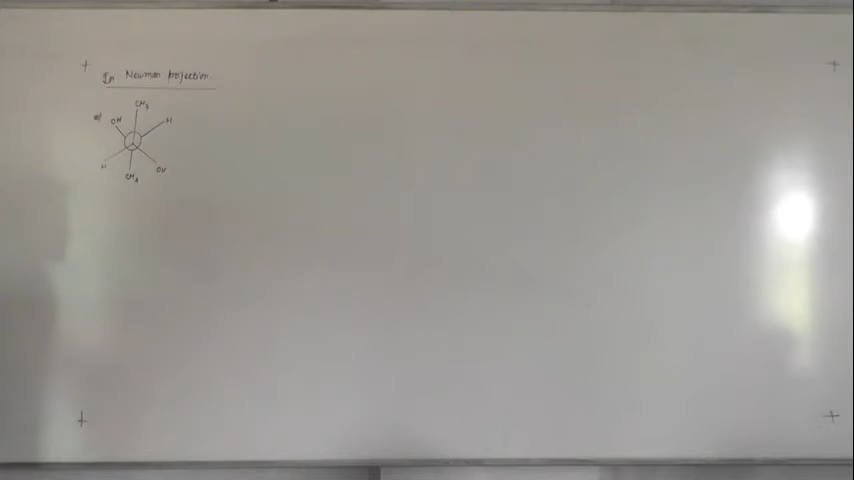 In Newman projection.
a)
CH3
OH H
H OH
CH3